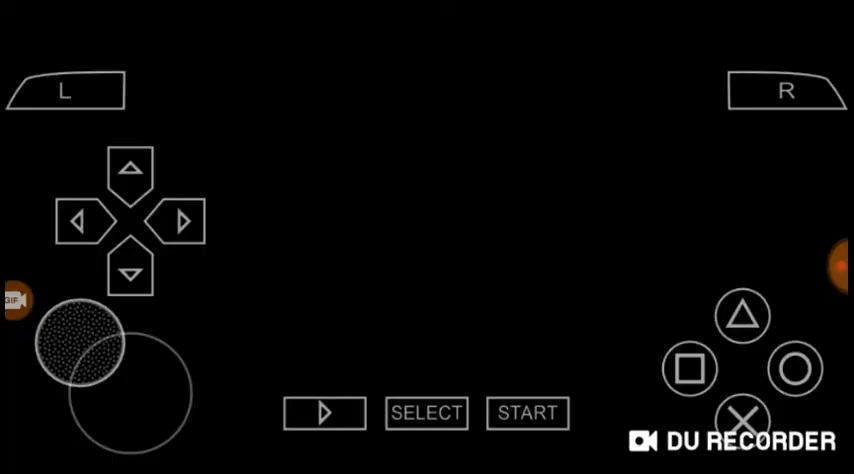 L
R
GIF
SELECT
START
DU RECORDER